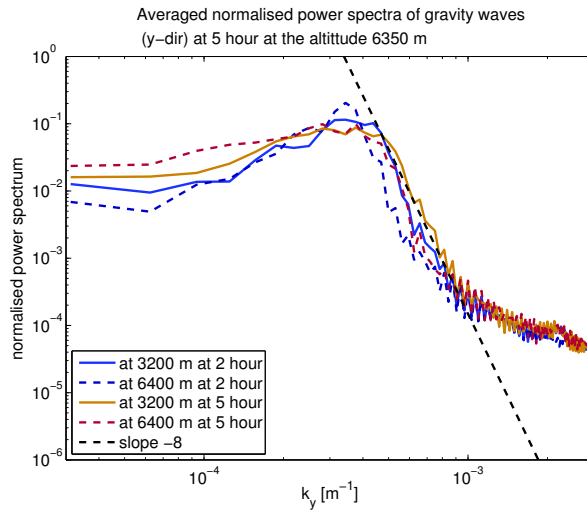 Averaged normalised power spectra of gravity waves
(y−dir) at 5 hour at the altitude 6350 m
10^0
10^−1
10^−2
10^−3
10^−4
10^−5
10^−6
normalised power spectrum
at 3200 m at 2 hour
at 6400 m at 2 hour
at 3200 m at 5 hour
at 6400 m at 5 hour
slope −8
10^−4
10^−3
k_y [m^−1]